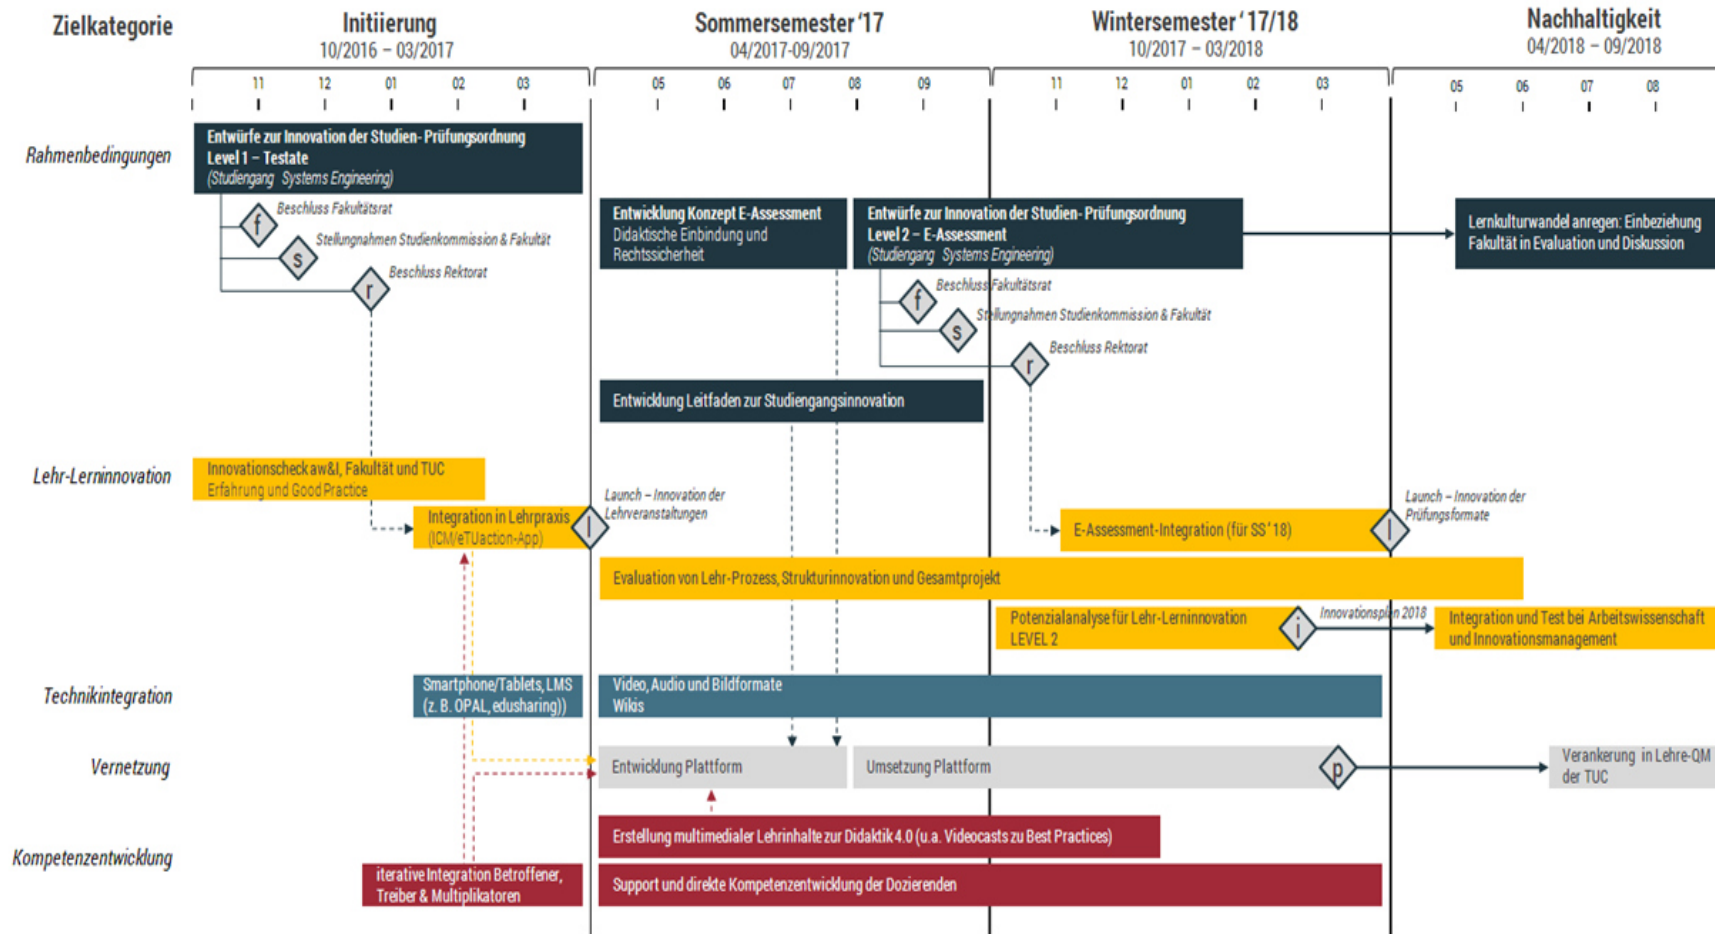 Zielkategorie
Initiierung
10/2016 – 03/2017
Sommersemester ‘17
04/2017-09/2017
Wintersemester ‘ 17/18
10/2017 – 03/2018
Nachhaltigkeit
04/2018 – 09/2018
11 12 01 02 03 05 06 07 08 09 11 12 01 02 03 05 06 07 08
Rahmenbedingungen
Entwürfe zur Innovation der Studien- Prüfungsordnung
Level 1 – Testate
(Studiengang Systems Engineering)
f
Beschluss Fakultätsrat
s
Stellungnahmen Studienkommission & Fakultät
r
Beschluss Rektorat
Entwicklung Konzept E-Assessment
Didaktische Einbindung und
Rechtssicherheit
Entwürfe zur Innovation der Studien- Prüfungsordnung
Level 2 – E-Assessment
(Studiengang Systems Engineering)
f
Beschluss Fakultätsrat
s
Stellungnahmen Studienkommission & Fakultät
r
Beschluss Rektorat
Lernkulturwandel anregen: Einbeziehung
Fakultät in Evaluation und Diskussion
Entwicklung Leitfaden zur Studiengangsinnovation
Lehr-Lerninnovation
Innovationscheck aw&I, Fakultät und TUC
Erfahrung und Good Practice
Integration in Lehrpraxis
(ICM/eTUaction-App)
l
Launch – Innovation der
Lehrveranstaltungen
E-Assessment-Integration (für SS ‘ 18)
l
Launch – Innovation der
Prüfungsformate
Evaluation von Lehr-Prozess, Strukturinnovation und Gesamtprojekt
Potenzialanalyse für Lehr-Lerninnovation
LEVEL 2
i
Innovationsplan 2018
Integration und Test bei Arbeitswissenschaft
und Innovationsmanagement
Technikintegration
Smartphone/Tablets, LMS
(z. B. OPAL, edusharing))
Video, Audio und Bildformate
Wikis
Vernetzung
Entwicklung Plattform
Umsetzung Plattform
p
Verankerung in Lehre-QM
der TUC
Kompetenzentwicklung
Erstellung multimedialer Lehrinhalte zur Didaktik 4.0 (u.a. Videocasts zu Best Practices)
iterative Integration Betroffener,
Treiber & Multiplikatoren
Support und direkte Kompetenzentwicklung der Dozierenden